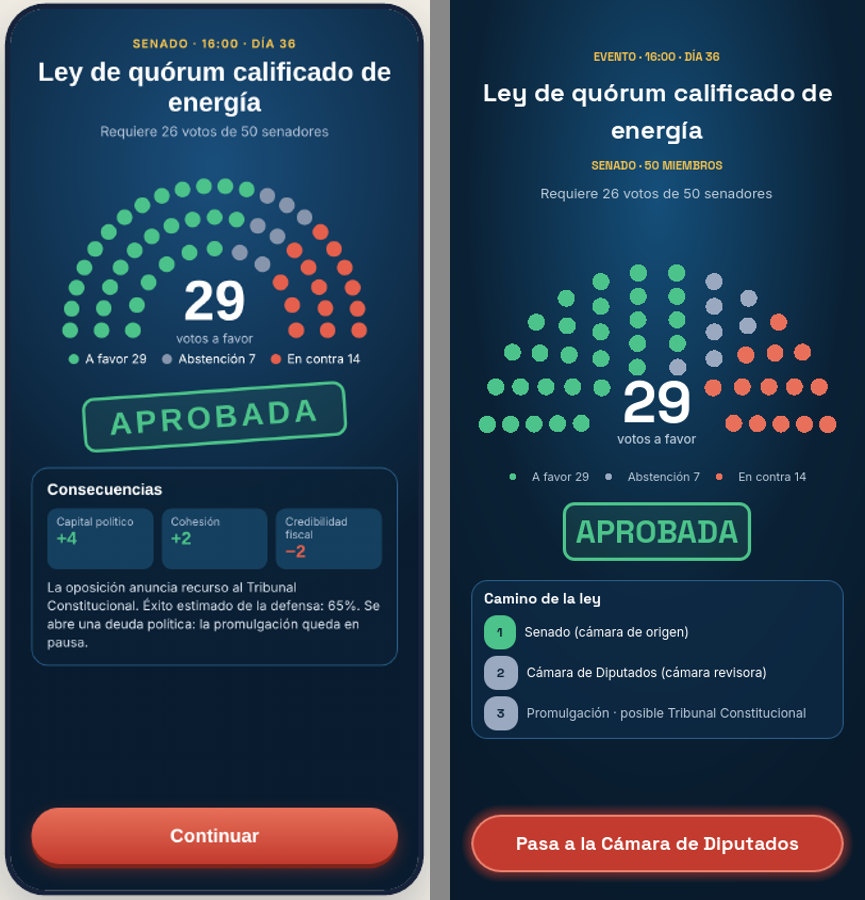 SENADO · 16:00 · DÍA 36
Ley de quórum calificado de
energía
Requiere 26 votos de 50 senadores
29
votos a favor
A favor 29 Abstención 7 En contra 14
APROBADA
Consecuencias
Capital político
+4
Cohesión
+2
Credibilidad
fiscal
−2
La oposición anuncia recurso al Tribunal
Constitucional. Éxito estimado de la defensa: 65%. Se
abre una deuda política: la promulgación queda en
pausa.
Continuar
EVENTO · 16:00 · DÍA 36
Ley de quórum calificado de
energía
SENADO · 50 MIEMBROS
Requiere 26 votos de 50 senadores
29
votos a favor
A favor 29 Abstención 7 En contra 14
APROBADA
Camino de la ley
1 Senado (cámara de origen)
2 Cámara de Diputados (cámara revisora)
3 Promulgación · posible Tribunal Constitucional
Pasa a la Cámara de Diputados